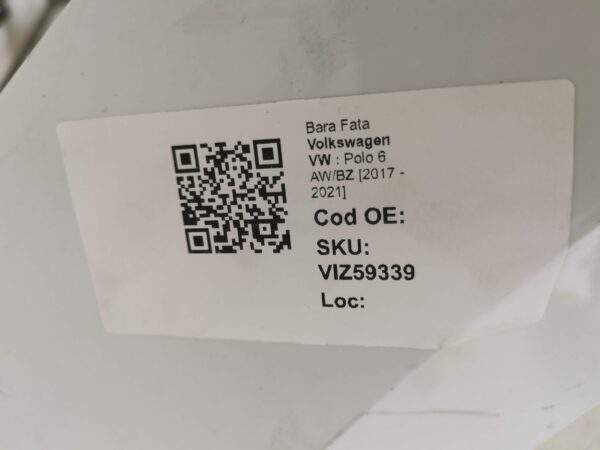 Bara Fata
Volkswagen
VW : Polo 6
AW/BZ [2017 -
2021]
Cod OE:
SKU:
VIZ59339
Loc: